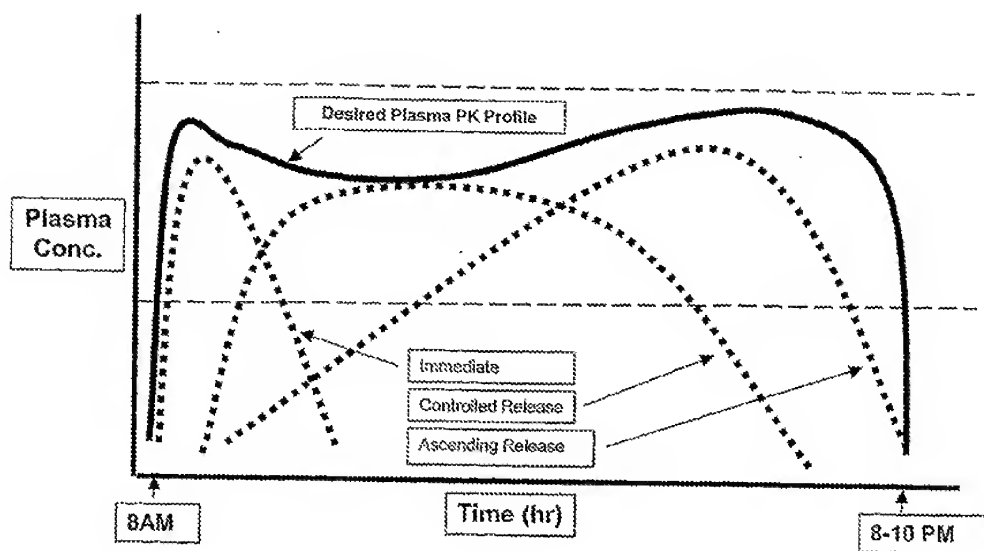 Desired Plasma PK Profile
Plasma
Conc.
Immediate
Controlled Release
Ascending Release
8AM
Time (hr)
8-10 PM